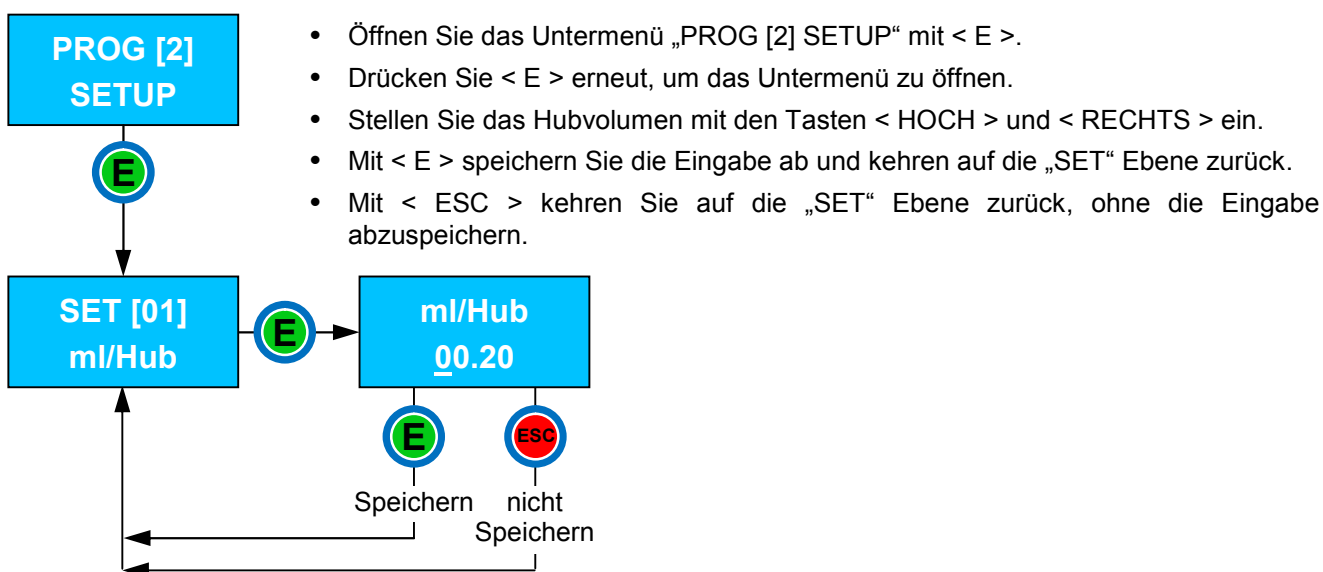 PROG [2]
SETUP
E
• Öffnen Sie das Untermenü „PROG [2] SETUP“ mit < E >.
• Drücken Sie < E > erneut, um das Untermenü zu öffnen.
• Stellen Sie das Hubvolumen mit den Tasten < HOCH > und < RECHTS > ein.
• Mit < E > speichern Sie die Eingabe ab und kehren auf die „SET“ Ebene zurück.
• Mit < ESC > kehren Sie auf die „SET“ Ebene zurück, ohne die Eingabe
abzuspeichern.
SET [01]
ml/Hub
E
ml/Hub
00.20
E
ESC
Speichern
nicht
Speichern